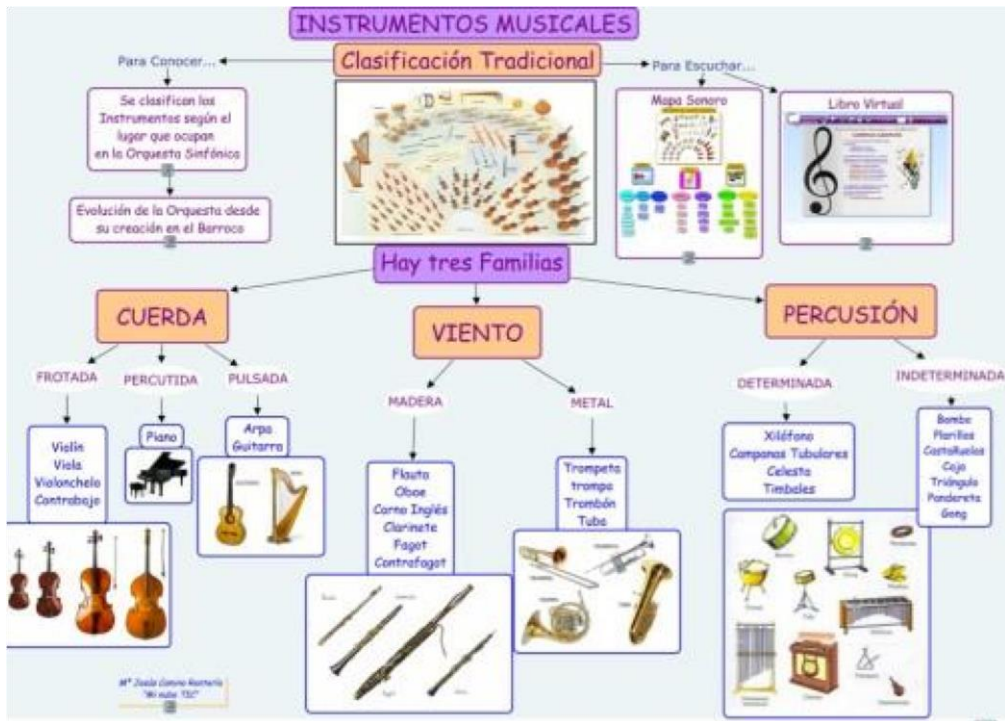 INSTRUMENTOS MUSICALES
Clasificación Tradicional
Para Conocer...
Se clasifican los
Instrumentos según el
lugar que ocupan
en la Orquesta Sinfónica
Evolución de la Orquesta desde
su creación en el Barroco
Para Escuchar...
Mapa Sonoro
Libro Virtual
Hay tres Familias
CUERDA
FROTADA
Violín
Viola
Violonchelo
Contrabajo
PERCUTIDA
Piano
PULSADA
Arpa
Guitarra
VIENTO
MADERA
Flauta
Oboe
Corno Inglés
Clarinete
Fagot
Contrafagot
METAL
Trompeta
trompa
Trombón
Tuba
PERCUSIÓN
DETERMINADA
Xilófono
Campanas Tubulares
Celesta
Timbales
INDETERMINADA
Bombo
Platillos
Castañuelas
Caja
Triángulo
Pandereta
Gong
"Mi nube TIC"